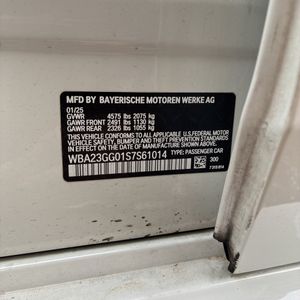 MFD BY BAYERISCHE MOTOREN WERKE AG
01/25
GVWR 4575 lbs 2075 kg
GAWR FRONT 2491 lbs 1130 kg
GAWR REAR 2326 lbs 1055 kg
THIS VEHICLE CONFORMS TO ALL APPLICABLE U.S.FEDERAL MOTOR
VEHICLE SAFETY, BUMPER AND THEFT PREVENTION
STANDARDS IN EFFECT ON THE DATE OF MANUFACTURE SHOWN ABOVE.
WBA23GG01S7S61014
TYPE: PASSENGER CAR
300